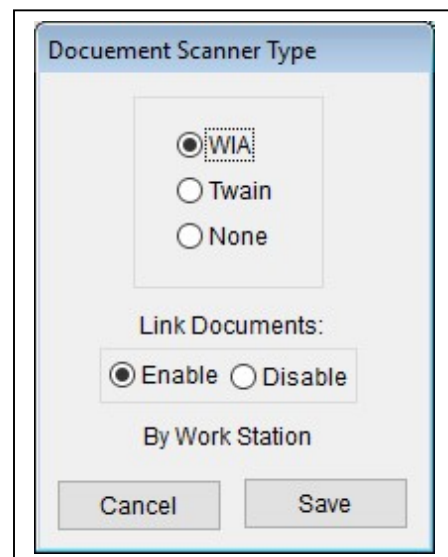 Docuement Scanner Type
WIA
Twain
None
Link Documents:
Enable Disable
By Work Station
Cancel Save